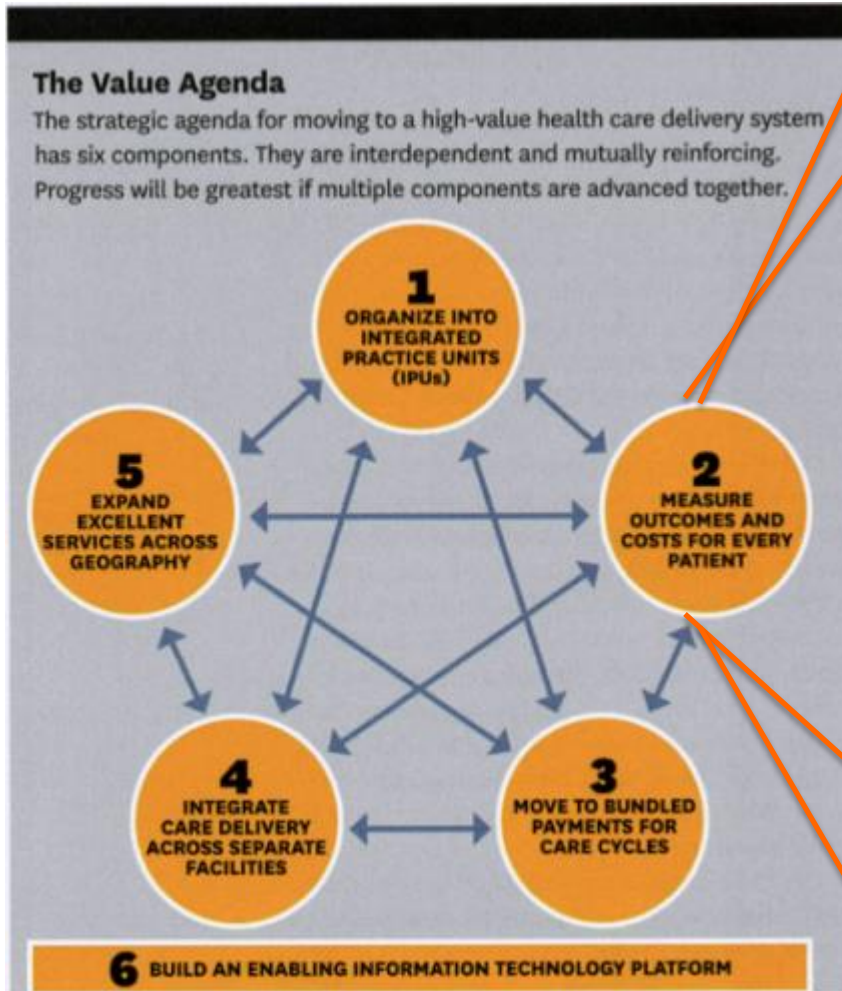 The Value Agenda
The strategic agenda for moving to a high-value health care delivery system
has six components. They are interdependent and mutually reinforcing.
Progress will be greatest if multiple components are advanced together.
1
ORGANIZE INTO
INTEGRATED
PRACTICE UNITS
(IPUs)
2
MEASURE
OUTCOMES AND
COSTS FOR EVERY
PATIENT
3
MOVE TO BUNDLED
PAYMENTS FOR
CARE CYCLES
4
INTEGRATE
CARE DELIVERY
ACROSS SEPARATE
FACILITIES
5
EXPAND
EXCELLENT
SERVICES ACROSS
GEOGRAPHY
6 BUILD AN ENABLING INFORMATION TECHNOLOGY PLATFORM